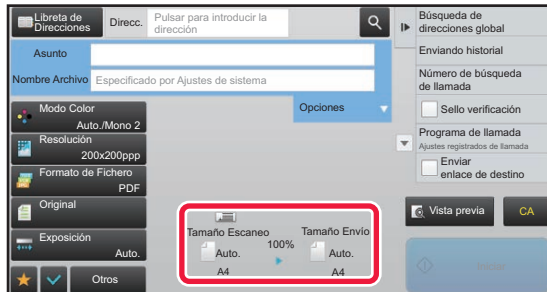 Libreta de
Direcciones
Direcc.
Pulsar para introducir la
dirección
Asunto
Nombre Archivo
Especificado por Ajustes de sistema
Opciones
Modo Color
Auto./Mono 2
Resolución
200x200ppp
Formato de Fichero
PDF
Original
Exposición
Auto.
Otros
Tamaño Escaneo
Auto.
A4
100%
Tamaño Envío
Auto.
A4
Búsqueda de
direcciones global
Enviando historial
Número de búsqueda
de llamada
Sello verificación
Programa de llamada
Ajustes registrados de llamada
Enviar
enlace de destino
Vista previa
CA